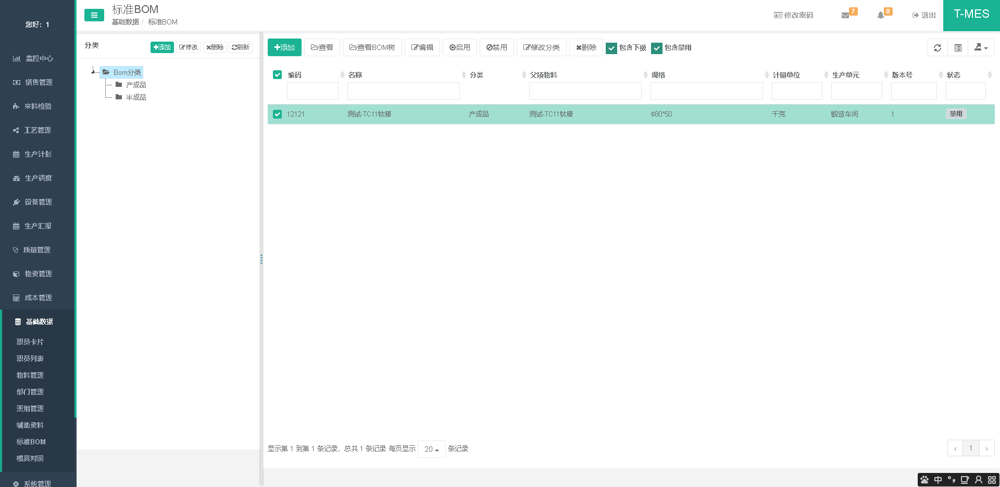 您好：1
监控中心
销售管理
来料检验
工艺管理
生产计划
生产调度
设备管理
生产汇报
质量管理
物资管理
成本管理
基础数据
职员卡片
职员列表
物料管理
部门管理
班组管理
辅助资料
标准BOM
模具对照
系统管理
标准BOM
基础数据 / 标准BOM
修改密码 7 0 退出 T-MES
分类 添加 修改 删除 刷新
Bom分类
产成品
半成品
添加 查看 查看BOM树 编辑 启用 禁用 修改分类 删除 包含下级 包含禁用
编码 名称 分类 父项物料 规格 计量单位 生产单元 版本号 状态
12121 测试-TC11钛棒 产成品 测试-TC11钛棒 Φ80*50 千克 锻造车间 1 禁用
显示第 1 到第 1 条记录，总共 1 条记录 每页显示 20 条记录
‹ 1 ›
中